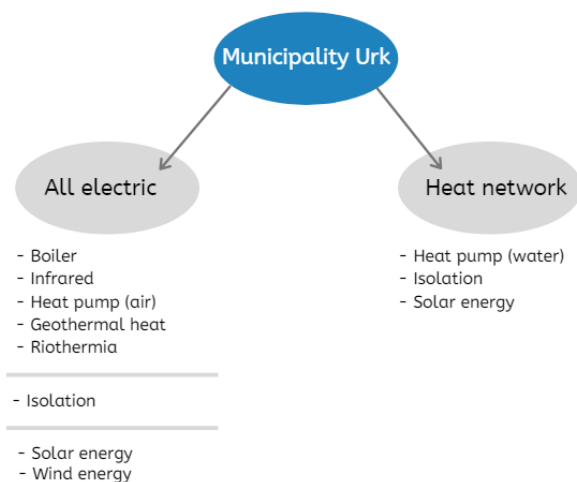 Municipality Urk
All electric
- Boiler
- Infrared
- Heat pump (air)
- Geothermal heat
- Riothermia
- Isolation
- Solar energy
- Wind energy
Heat network
- Heat pump (water)
- Isolation
- Solar energy